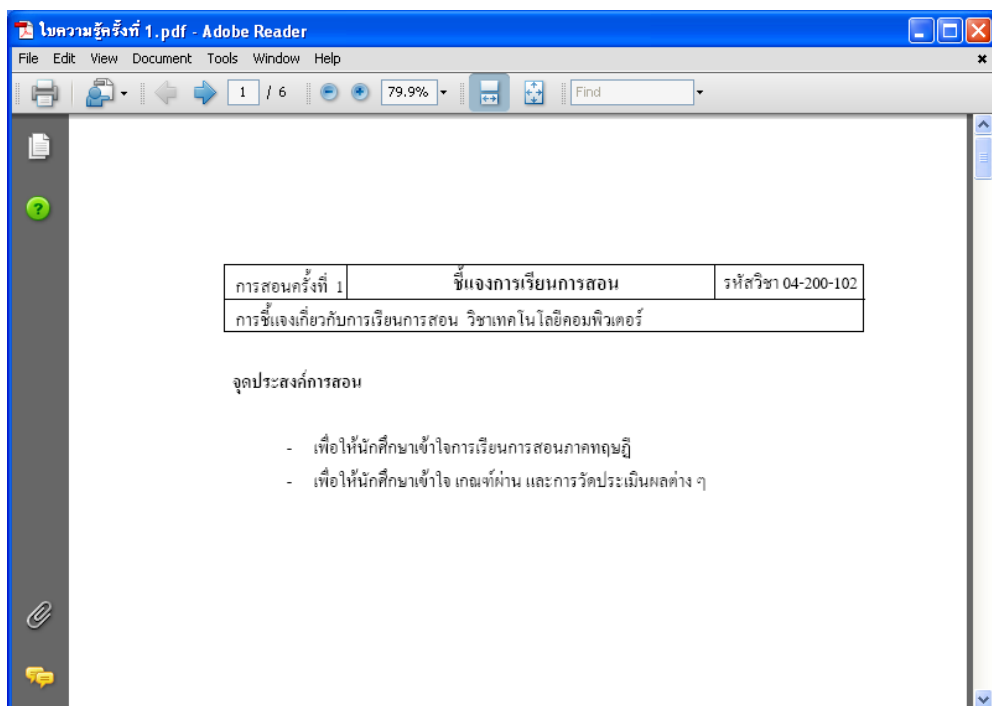 ใบความรู้ครั้งที่ 1.pdf - Adobe Reader
File Edit View Document Tools Window Help
1 / 6 79.9% Find
การสอนครั้งที่ 1 ชี้แจงการเรียนการสอน รหัสวิชา 04-200-102
การชี้แจงเกี่ยวกับการเรียนการสอน วิชาเทคโนโลยีคอมพิวเตอร์
จุดประสงค์การสอน
- เพื่อให้นักศึกษาเข้าใจการเรียนการสอนภาคทฤษฎี
- เพื่อให้นักศึกษาเข้าใจ เกณฑ์ผ่าน และการวัดประเมินผลต่าง ๆ